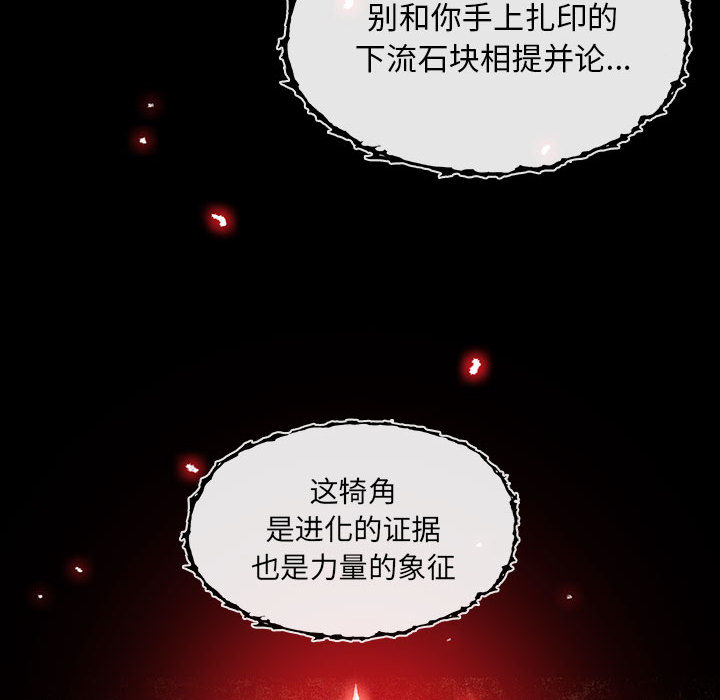 别和你手上扎印的
下流石块相提并论...
这犄角
是进化的证据
也是力量的象征